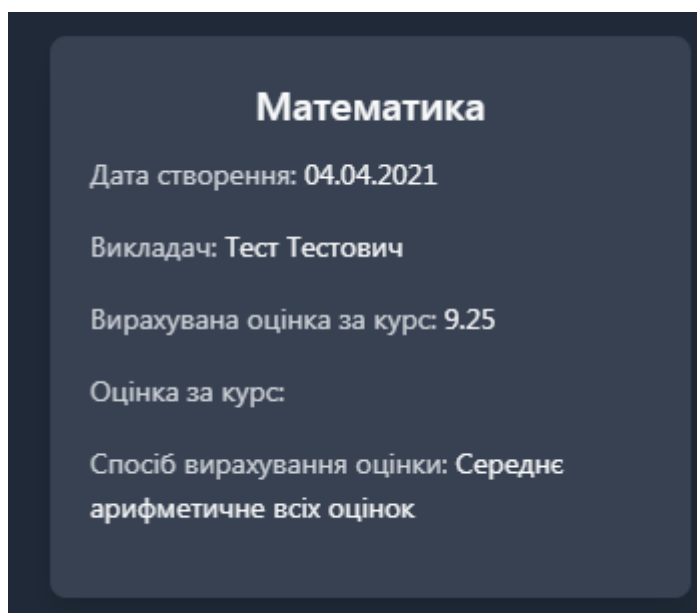 Математика
Дата створення: 04.04.2021
Викладач: Тест Тестович
Вирахувана оцінка за курс: 9.25
Оцінка за курс:
Спосіб вирахування оцінки: Середнє
арифметичне всіх оцінок